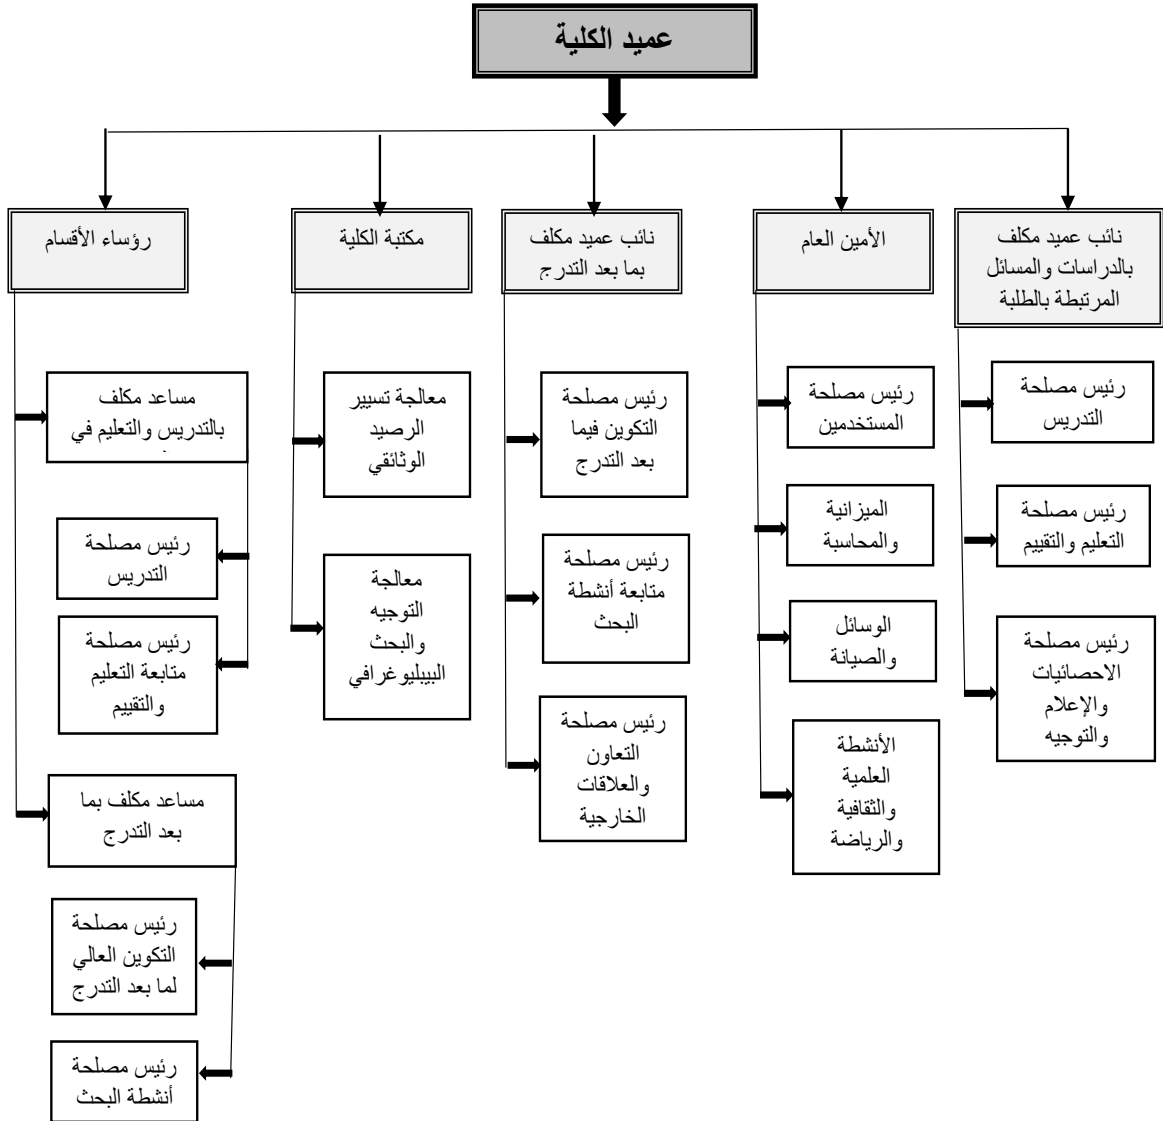 عميد الكلية
نائب عميد مكلف
بالدراسات والمسائل
المرتبطة بالطلبة
رئيس مصلحة
التدريس
رئيس مصلحة
التعليم والتقييم
رئيس مصلحة
الاحصائيات
والإعلام
والتوجيه
الأمين العام
رئيس مصلحة
المستخدمين
الميزانية
والمحاسبة
الوسائل
والصيانة
الأنشطة
العلمية
والثقافية
والرياضة
نائب عميد مكلف
بما بعد التدرج
رئيس مصلحة
التكوين فيما
بعد التدرج
رئيس مصلحة
متابعة أنشطة
البحث
رئيس مصلحة
التعاون
والعلاقات
الخارجية
مكتبة الكلية
معالجة تسيير
الرصيد
الوثائقي
معالجة
التوجيه
والبحث
البيبليوغرافي
رؤساء الأقسام
مساعد مكلف
بالتدريس والتعليم في
رئيس مصلحة
التدريس
رئيس مصلحة
متابعة التعليم
والتقييم
مساعد مكلف بما
بعد التدرج
رئيس مصلحة
التكوين العالي
لما بعد التدرج
رئيس مصلحة
أنشطة البحث